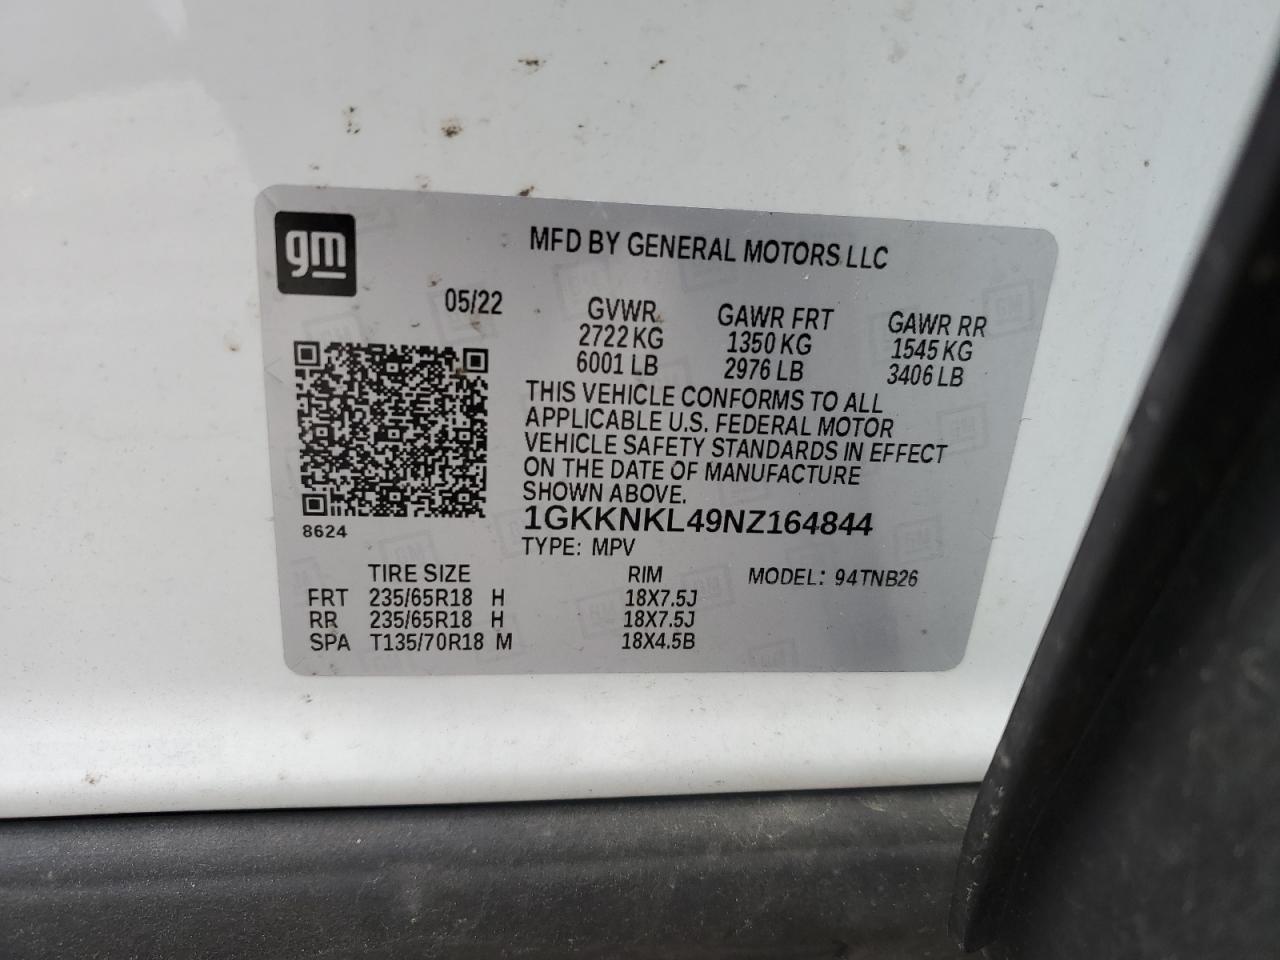 gm
MFD BY GENERAL MOTORS LLC
05/22
GVWR GAWR FRT GAWR RR
2722 KG 1350 KG 1545 KG
6001 LB 2976 LB 3406 LB
THIS VEHICLE CONFORMS TO ALL
APPLICABLE U.S. FEDERAL MOTOR
VEHICLE SAFETY STANDARDS IN EFFECT
ON THE DATE OF MANUFACTURE
SHOWN ABOVE.
1GKKNKL49NZ164844
8624
TYPE: MPV
TIRE SIZE RIM MODEL: 94TNB26
FRT 235/65R18 H 18X7.5J
RR 235/65R18 H 18X7.5J
SPA T135/70R18 M 18X4.5B